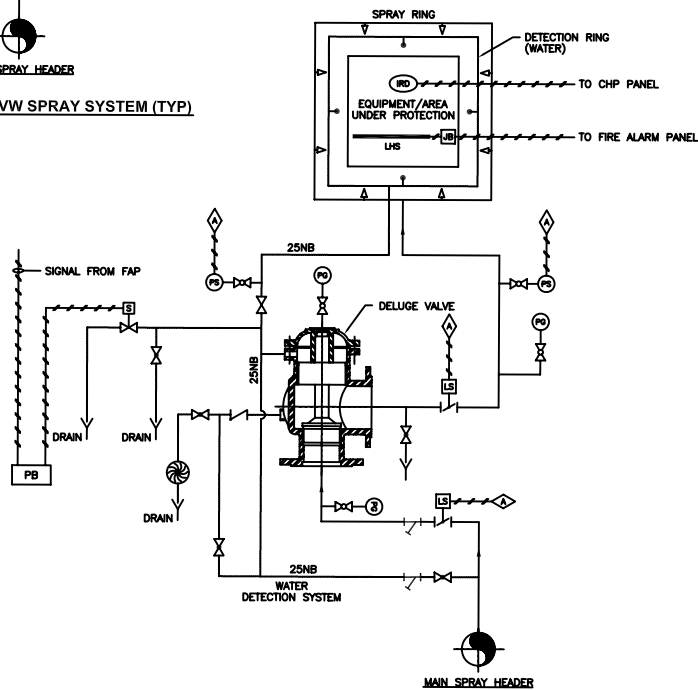 SPRAY RING
DETECTION RING
(WATER)
SPRAY HEADER
IRD
TO CHP PANEL
VW SPRAY SYSTEM (TYP)
EQUIPMENT/AREA
UNDER PROTECTION
JB
TO FIRE ALARM PANEL
LHS
A
A
25NB
SIGNAL FROM FAP
PG
PS
PS
DELUGE VALVE
S
PG
A
25NB
LS
DRAIN
DRAIN
PB
LS
A
PG
DRAIN
25NB
WATER
DETECTION SYSTEM
MAIN SPRAY HEADER